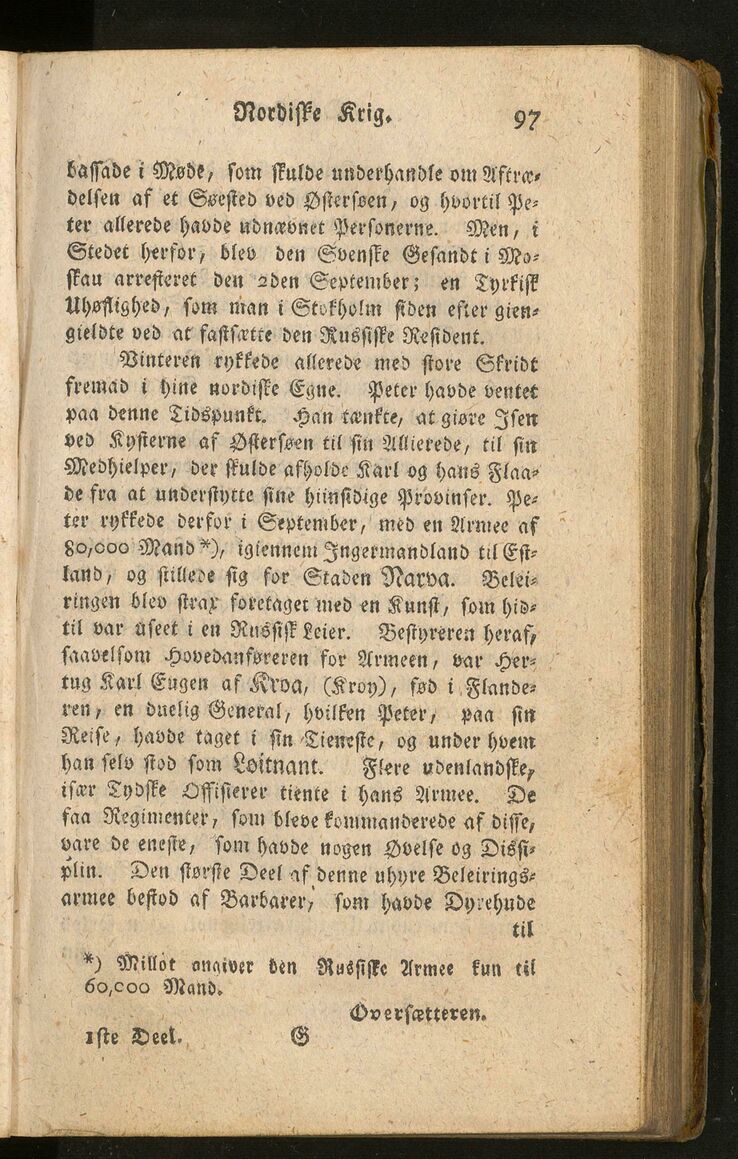 Nordiske Krig. 97
bassade i Møde, som skulde underhandle om Aftræ-
delsen af et Søested ved Østersøen, og hvortil Pe-
ter allerede havde udnævnet Personerne. Men, i
Stedet herfor, blev den Svenske Gesandt i Mo-
skau arresteret den 2den September; en Tyrkisk
Uhøflighed, som man i Stokholm siden efter gien-
gieldte ved at fastsætte den Russiske Resident.
Vinteren rykkede allerede med store Skridt
fremad i hine nordiske Egne. Peter havde ventet
paa denne Tidspunkt. Han tænkte, at giøre Isen
ved Kysterne af Østersøen til sin Allierede, til sin
Medhielper, der skulde afholde Karl og hans Flaa-
de fra at understytte sine hiinsidige Provinser. Pe-
ter rykkede derfor i September, med en Armee af
80,000 Mand *), igiennem Ingermandland til Est-
land, og stillede sig for Staden Narva. Belei-
ringen blev strax foretaget med en Kunst, som hid-
til var useet i en Russisk Leier. Bestyreren heraf,
saavelsom Hovedanføreren for Armeen, var Her-
tug Karl Eugen af Kroa, (Kroy), fød i Flande-
ren, en duelig General, hvilken Peter, paa sin
Reise, havde taget i sin Tieneste, og under hvem
han selv stod som Loitnant. Flere udenlandske,
især Tydske Offisierer tiente i hans Armee. De
faa Regimenter, som bleve kommanderede af disse,
vare de eneste, som havde nogen Øvelse og Dissi-
plin. Den største Deel af denne uhyre Beleirings-
armee bestod af Barbarer, som havde Dyrehude
til
*) Millot angiver den Russiske Armee kun til
60,000 Mand.
Oversætteren.
1ste Deel. G